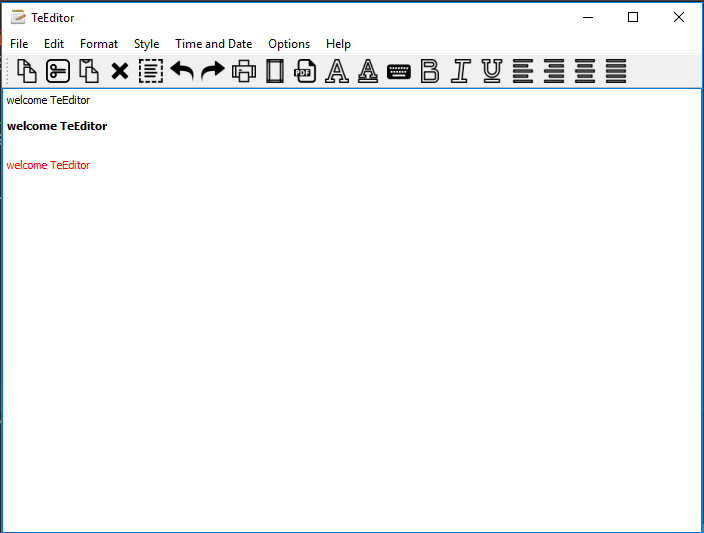 TeEditor
File Edit Format Style Time and Date Options Help
PDF A A B I U
welcome TeEditor
welcome TeEditor
welcome TeEditor